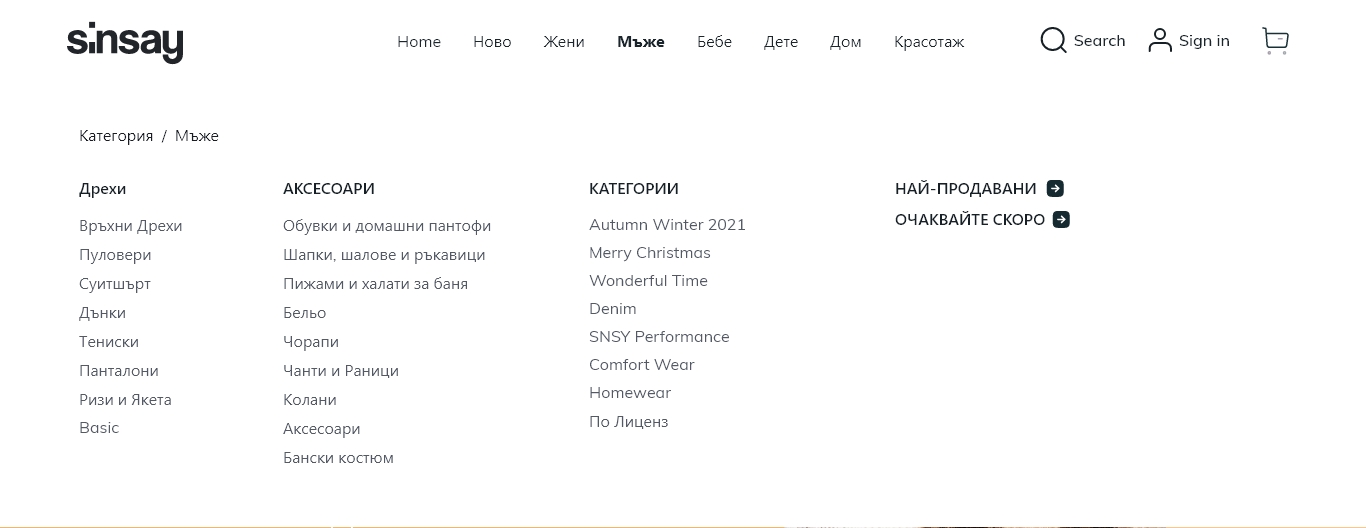 sinsay
Home Ново Жени Мъже Бебе Дете Дом Красотаж Search Sign in
Категория / Мъже
Дрехи
Връхни Дрехи
Пуловери
Суитшърт
Дънки
Тениски
Панталони
Ризи и Якета
Basic
АКСЕСОАРИ
Обувки и домашни пантофи
Шапки, шалове и ръкавици
Пижами и халати за баня
Бельо
Чорапи
Чанти и Раници
Колани
Аксесоари
Бански костюм
КАТЕГОРИИ
Autumn Winter 2021
Merry Christmas
Wonderful Time
Denim
SNSY Performance
Comfort Wear
Homewear
По Лиценз
НАЙ-ПРОДАВАНИ
ОЧАКВАЙТЕ СКОРО